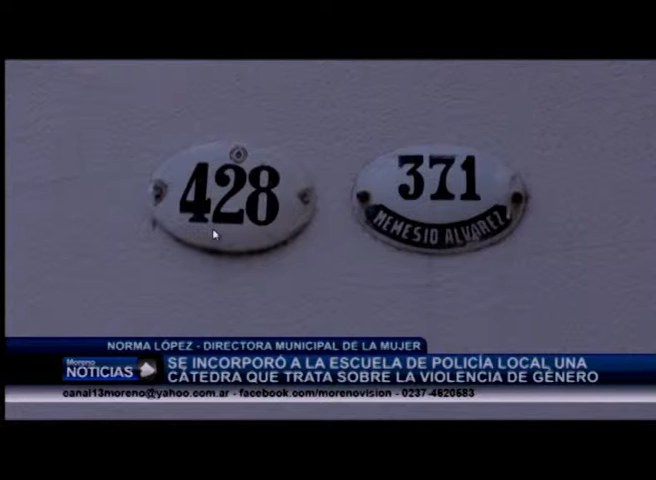 428
371
MEMESIO ALVAREZ
NORMA LÓPEZ - DIRECTORA MUNICIPAL DE LA MUJER
Moreno
NOTICIAS
SE INCORPORÓ A LA ESCUELA DE POLICÍA LOCAL UNA
CÁTEDRA QUE TRATA SOBRE LA VIOLENCIA DE GÉNERO
canal13moreno@yahoo.com.ar - facebook.com/morenovision - 0237-4620583